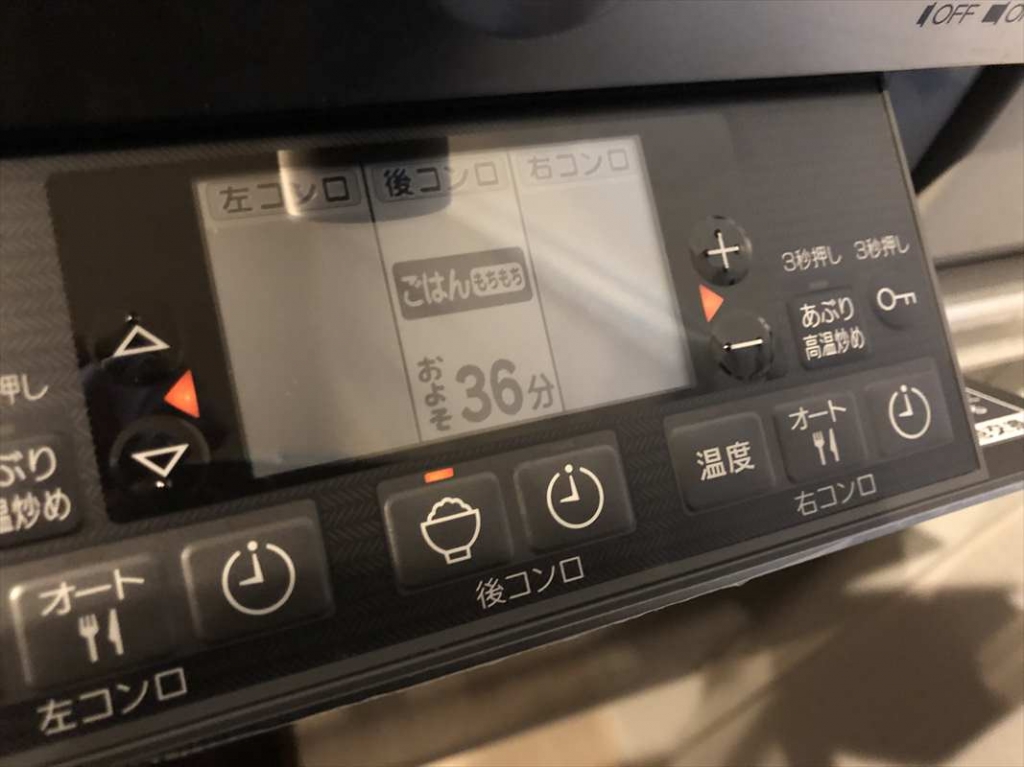 OFF
左コンロ
後コンロ
右コンロ
ごはん もちもち
およそ 36分
+
-
3秒押し
3秒押し
あぶり
高温炒め
押し
ぶり
温炒め
オート
左コンロ
後コンロ
温度
オート
右コンロ